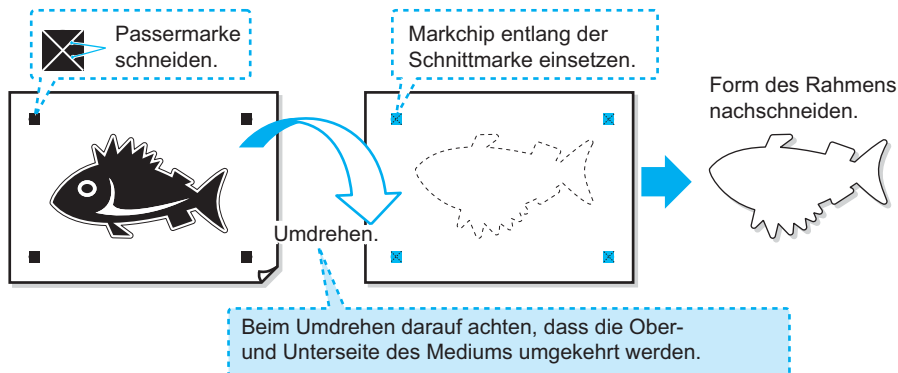 Passermarke
schneiden.
Markchip entlang der
Schnittmarke einsetzen.
Form des Rahmens
nachschneiden.
Umdrehen.
Beim Umdrehen darauf achten, dass die Ober-
und Unterseite des Mediums umgekehrt werden.